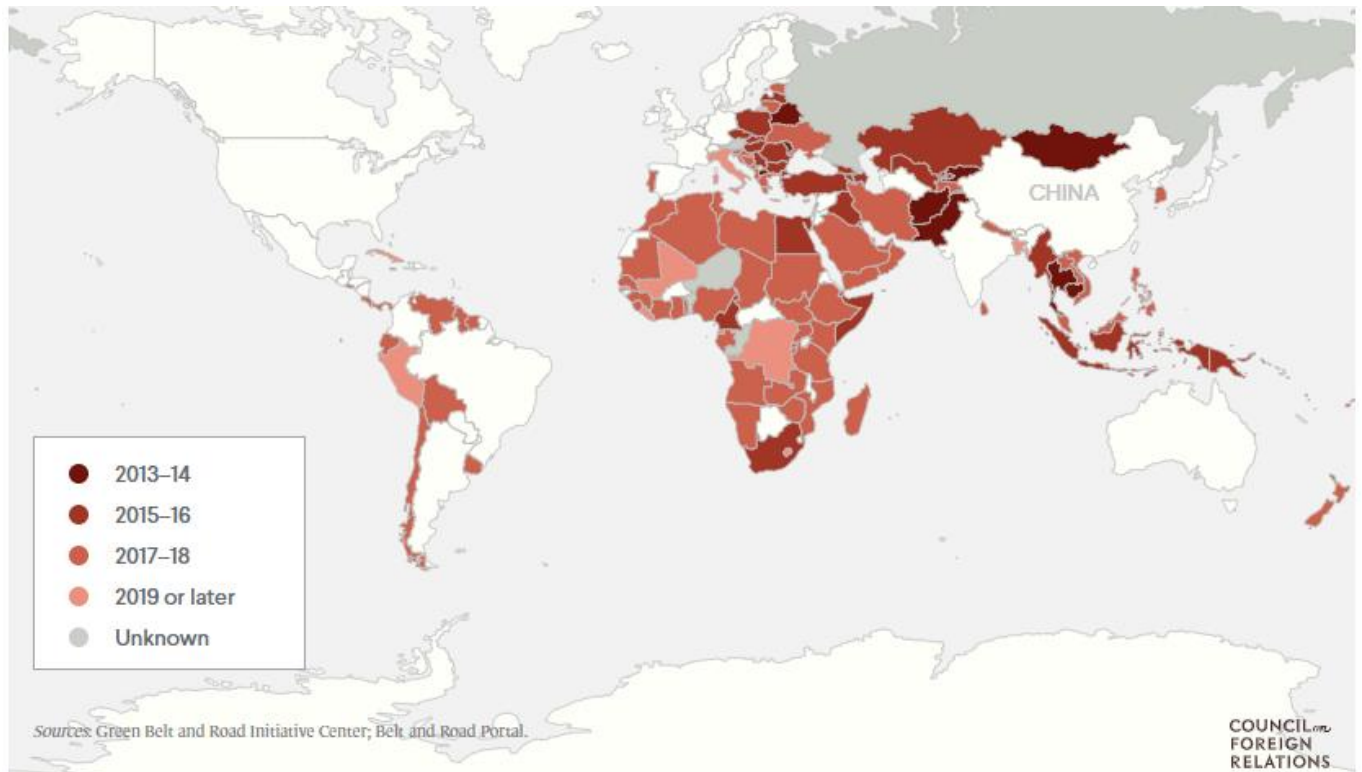 CHINA
2013–14
2015–16
2017–18
2019 or later
Unknown
Sources: Green Belt and Road Initiative Center; Belt and Road Portal.
COUNCIL on
FOREIGN
RELATIONS